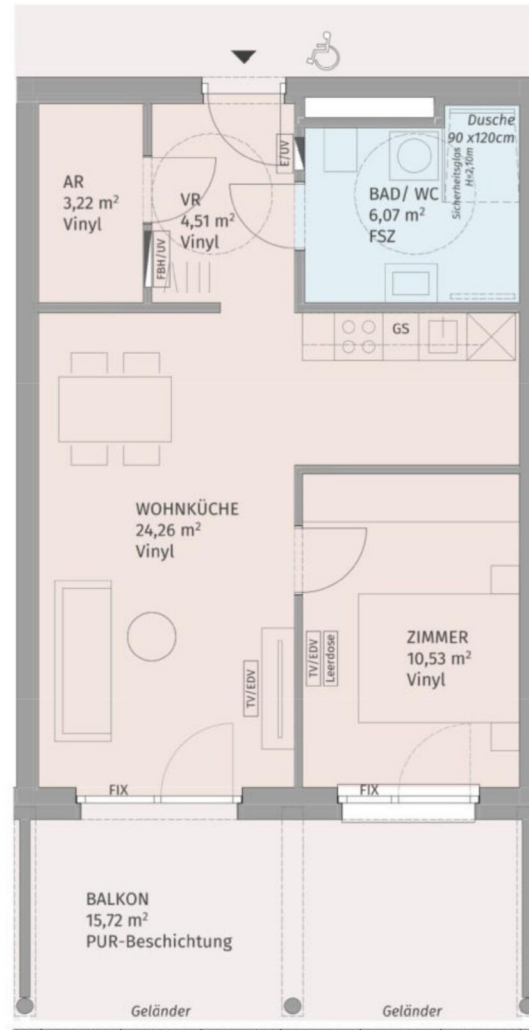 Dusche
90 x120cm
Sicherheitsglas
H=2,10m
E/UV
AR
3,22 m²
Vinyl
VR
4,51 m²
Vinyl
BAD/ WC
6,07 m²
FSZ
FBH/UV
GS
WOHNKÜCHE
24,26 m²
Vinyl
TV/EDV
TV/EDV
Leerdose
ZIMMER
10,53 m²
Vinyl
FIX
FIX
BALKON
15,72 m²
PUR-Beschichtung
Geländer
Geländer